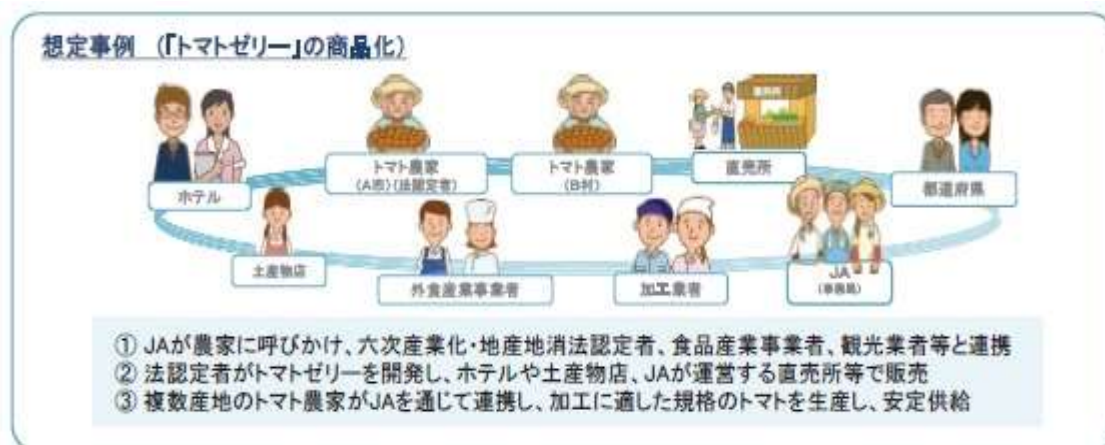 想定事例 （「トマトゼリー」の商品化）
直売所
ホテル
トマト農家
（A市）（法認定者）
トマト農家
（B村）
直売所
都道府県
土産物店
外食産業事業者
加工業者
JA
（事務局）
① JAが農家に呼びかけ、六次産業化・地産地消法認定者、食品産業事業者、観光業者等と連携
② 法認定者がトマトゼリーを開発し、ホテルや土産物店、JAが運営する直売所等で販売
③ 複数産地のトマト農家がJAを通じて連携し、加工に適した規格のトマトを生産し、安定供給